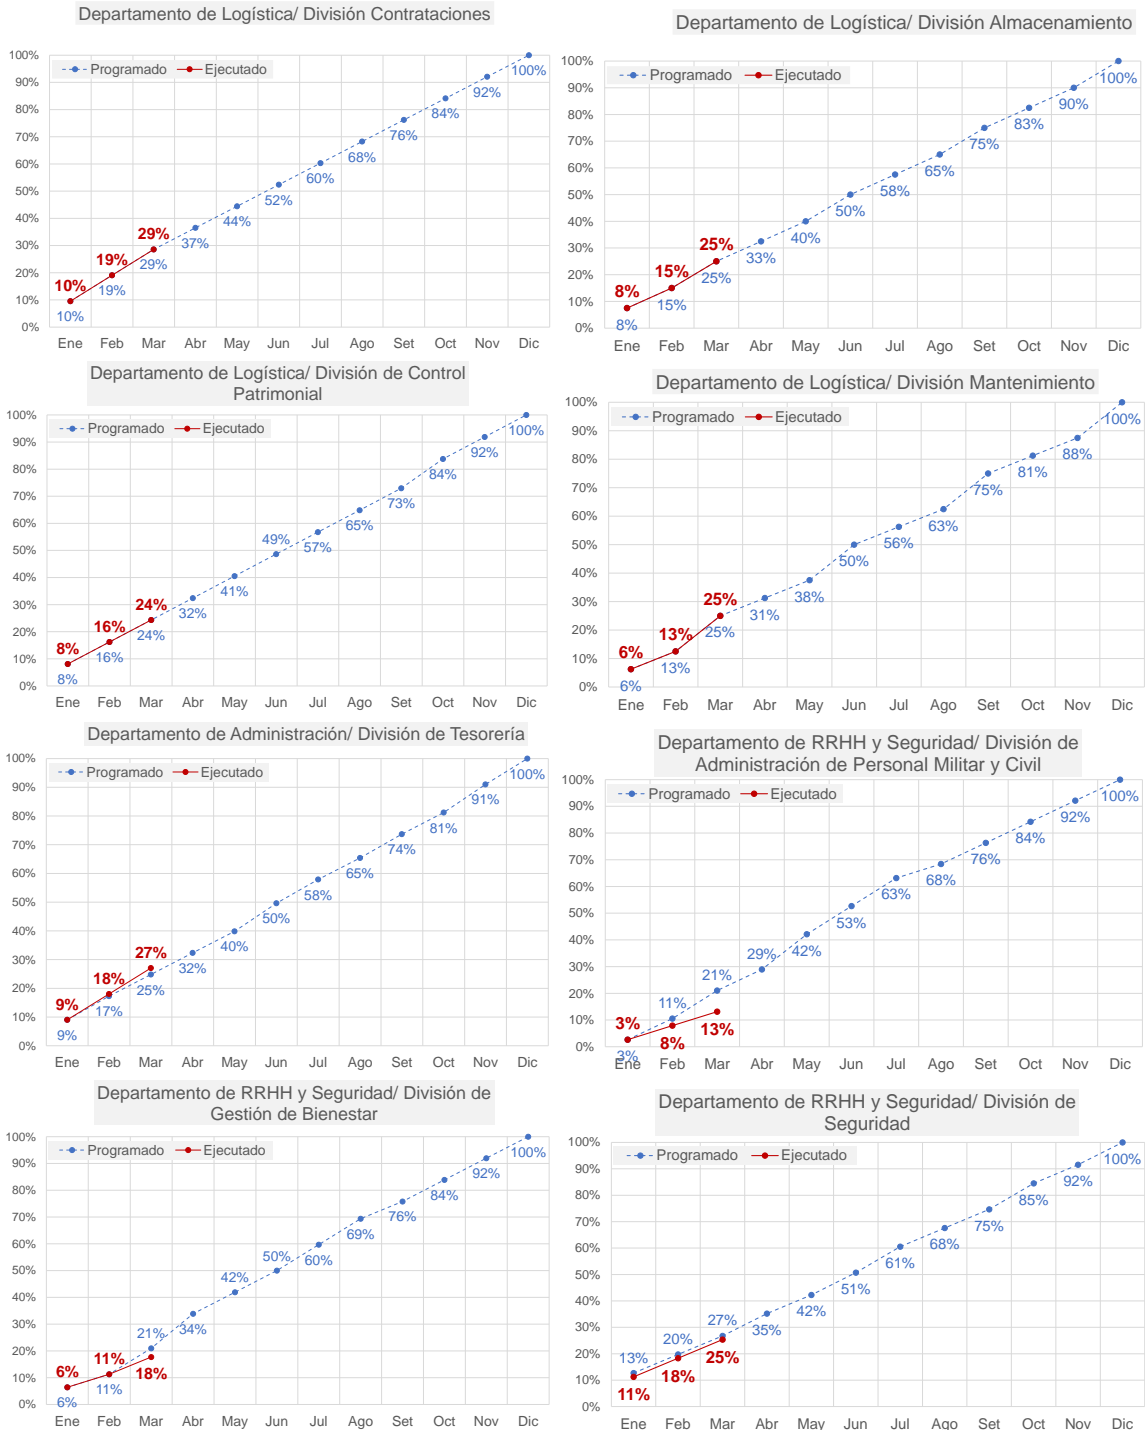 Departamento de Logística/ División Contrataciones
Programado Ejecutado
100%
90%
80%
70%
60%
50%
40%
30%
20%
10%
0%
10% 19% 29%
10% 19% 29% 37% 44% 52% 60% 68% 76% 84% 92% 100%
Ene Feb Mar Abr May Jun Jul Ago Set Oct Nov Dic
Departamento de Logística/ División Almacenamiento
Programado Ejecutado
100%
90%
80%
70%
60%
50%
40%
30%
20%
10%
0%
8% 15% 25%
8% 15% 25% 33% 40% 50% 58% 65% 75% 83% 90% 100%
Ene Feb Mar Abr May Jun Jul Ago Set Oct Nov Dic
Departamento de Logística/ División de Control
Patrimonial
Programado Ejecutado
100%
90%
80%
70%
60%
50%
40%
30%
20%
10%
0%
8% 16% 24%
8% 16% 24% 32% 41% 49% 57% 65% 73% 84% 92% 100%
Ene Feb Mar Abr May Jun Jul Ago Set Oct Nov Dic
Departamento de Logística/ División Mantenimiento
Programado Ejecutado
100%
90%
80%
70%
60%
50%
40%
30%
20%
10%
0%
6% 13% 25%
6% 13% 25% 31% 38% 50% 56% 63% 75% 81% 88% 100%
Ene Feb Mar Abr May Jun Jul Ago Set Oct Nov Dic
Departamento de Administración/ División de Tesorería
Programado Ejecutado
100%
90%
80%
70%
60%
50%
40%
30%
20%
10%
0%
9% 18% 27%
9% 17% 25% 32% 40% 50% 58% 65% 74% 81% 91% 100%
Ene Feb Mar Abr May Jun Jul Ago Set Oct Nov Dic
Departamento de RRHH y Seguridad/ División de
Administración de Personal Militar y Civil
Programado Ejecutado
100%
90%
80%
70%
60%
50%
40%
30%
20%
10%
0%
3% 11% 21% 29% 42% 53% 63% 68% 76% 84% 92% 100%
3% 8% 13%
Ene Feb Mar Abr May Jun Jul Ago Set Oct Nov Dic
Departamento de RRHH y Seguridad/ División de
Gestión de Bienestar
Programado Ejecutado
100%
90%
80%
70%
60%
50%
40%
30%
20%
10%
0%
6% 11% 18%
6% 11% 21% 34% 42% 50% 60% 69% 76% 84% 92% 100%
Ene Feb Mar Abr May Jun Jul Ago Set Oct Nov Dic
Departamento de RRHH y Seguridad/ División de
Seguridad
Programado Ejecutado
100%
90%
80%
70%
60%
50%
40%
30%
20%
10%
0%
13% 20% 27% 35% 42% 51% 61% 68% 75% 85% 92% 100%
11% 18% 25%
Ene Feb Mar Abr May Jun Jul Ago Set Oct Nov Dic